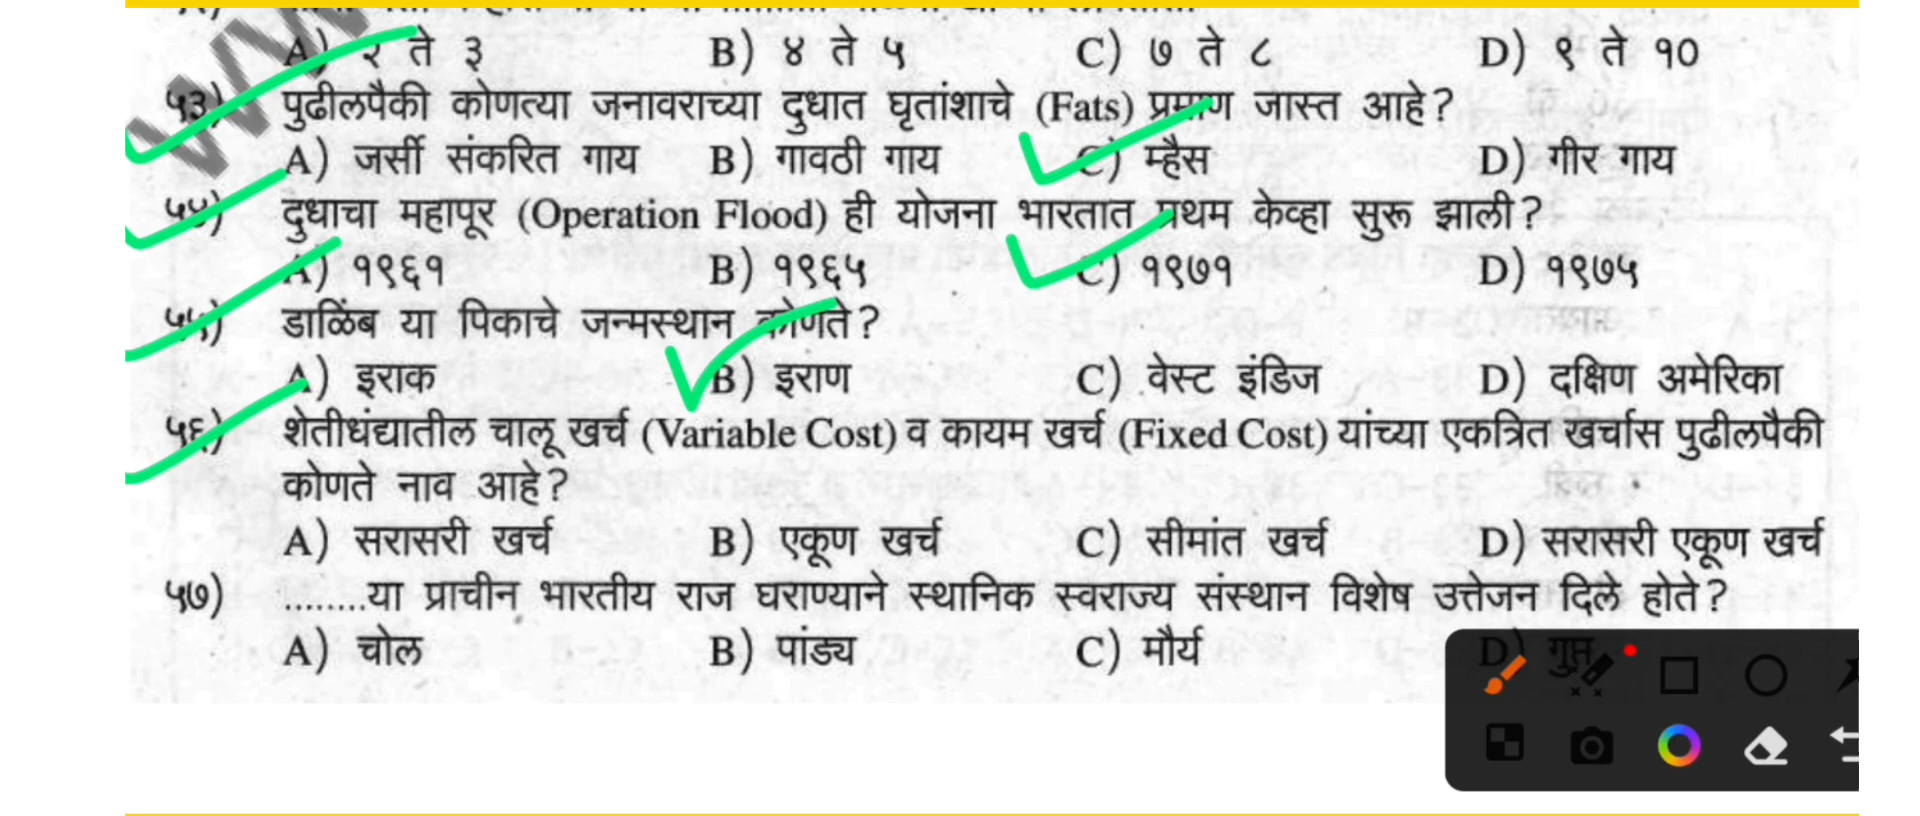 A) २ ते ३ B) ४ ते ५ C) ७ ते ८ D) ९ ते १०
५३) पुढीलपैकी कोणत्या जनावराच्या दुधात घृतांशाचे (Fats) प्रमाण जास्त आहे?
A) जर्सी संकरित गाय B) गावठी गाय C) म्हैस D) गीर गाय
५४) दुधाचा महापूर (Operation Flood) ही योजना भारतात प्रथम केव्हा सुरू झाली?
A) १९६१ B) १९६५ C) १९७१ D) १९७५
५५) डाळिंब या पिकाचे जन्मस्थान कोणते?
A) इराक B) इराण C) वेस्ट इंडिज D) दक्षिण अमेरिका
५६) शेतीधंद्यातील चालू खर्च (Variable Cost) व कायम खर्च (Fixed Cost) यांच्या एकत्रित खर्चास पुढीलपैकी
कोणते नाव आहे?
A) सरासरी खर्च B) एकूण खर्च C) सीमांत खर्च D) सरासरी एकूण खर्च
५७) ........या प्राचीन भारतीय राज घराण्याने स्थानिक स्वराज्य संस्थान विशेष उत्तेजन दिले होते?
A) चोल B) पांड्य C) मौर्य D) गुप्त